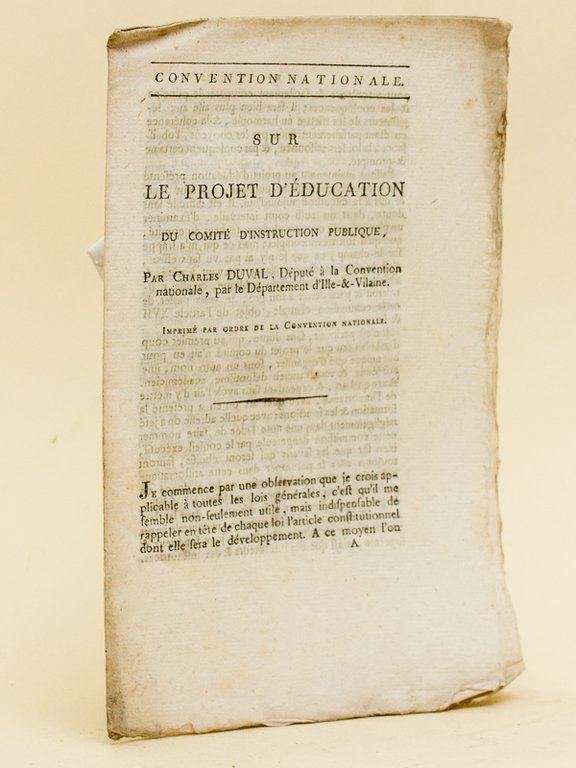 CONVENTION NATIONALE.
SUR
LE PROJET D'ÉDUCATION
DU COMITÉ D'INSTRUCTION PUBLIQUE,
PAR CHARLES DUVAL, Député à la Convention
nationale, par le Département d'Ille-&-Vilaine.
IMPRIMÉ PAR ORDRE DE LA CONVENTION NATIONALE.
JE commence par une observation que je crois ap-
plicable à toutes les lois générales, c'eſt qu'il me
ſemble non-ſeulement utile, mais indiſpenſable de
rappeler en tête de chaque loi l'article conſtitutionnel
dont elle ſera le développement. A ce moyen l'on
A